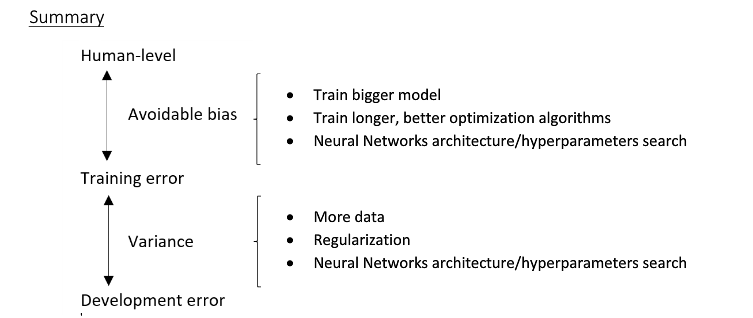 Summary
Human-level
Avoidable bias
• Train bigger model
• Train longer, better optimization algorithms
• Neural Networks architecture/hyperparameters search
Training error
Variance
• More data
• Regularization
• Neural Networks architecture/hyperparameters search
Development error